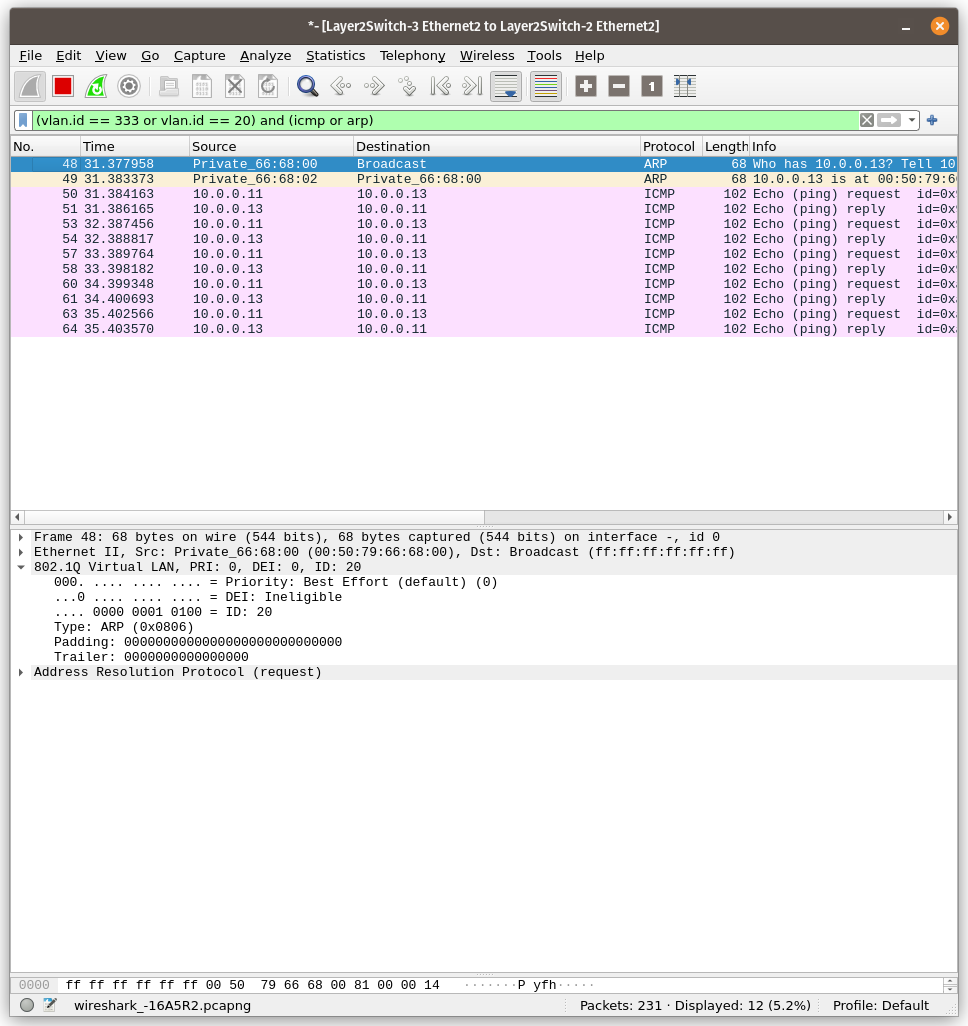 *- [Layer2Switch-3 Ethernet2 to Layer2Switch-2 Ethernet2]
File Edit View Go Capture Analyze Statistics Telephony Wireless Tools Help
(vlan.id == 333 or vlan.id == 20) and (icmp or arp)
No. Time Source Destination Protocol Length Info
48 31.377958 Private_66:68:00 Broadcast ARP 68 Who has 10.0.0.13? Tell 10
49 31.383373 Private_66:68:02 Private_66:68:00 ARP 68 10.0.0.13 is at 00:50:79:6
50 31.384163 10.0.0.11 10.0.0.13 ICMP 102 Echo (ping) request id=0x
51 31.386165 10.0.0.13 10.0.0.11 ICMP 102 Echo (ping) reply id=0x
53 32.387456 10.0.0.11 10.0.0.13 ICMP 102 Echo (ping) request id=0x
54 32.388817 10.0.0.13 10.0.0.11 ICMP 102 Echo (ping) reply id=0x
57 33.389764 10.0.0.11 10.0.0.13 ICMP 102 Echo (ping) request id=0x
58 33.398182 10.0.0.13 10.0.0.11 ICMP 102 Echo (ping) reply id=0x
60 34.399348 10.0.0.11 10.0.0.13 ICMP 102 Echo (ping) request id=0x
61 34.400693 10.0.0.13 10.0.0.11 ICMP 102 Echo (ping) reply id=0x
63 35.402566 10.0.0.11 10.0.0.13 ICMP 102 Echo (ping) request id=0x
64 35.403570 10.0.0.13 10.0.0.11 ICMP 102 Echo (ping) reply id=0x
Frame 48: 68 bytes on wire (544 bits), 68 bytes captured (544 bits) on interface -, id 0
Ethernet II, Src: Private_66:68:00 (00:50:79:66:68:00), Dst: Broadcast (ff:ff:ff:ff:ff:ff)
802.1Q Virtual LAN, PRI: 0, DEI: 0, ID: 20
000. .... .... .... = Priority: Best Effort (default) (0)
...0 .... .... .... = DEI: Ineligible
.... 0000 0001 0100 = ID: 20
Type: ARP (0x0806)
Padding: 0000000000000000000000000000
Trailer: 0000000000000000
Address Resolution Protocol (request)
0000 ff ff ff ff ff ff 00 50 79 66 68 00 81 00 00 14 ·······P yfh·····
wireshark_-16A5R2.pcapng Packets: 231 · Displayed: 12 (5.2%) Profile: Default